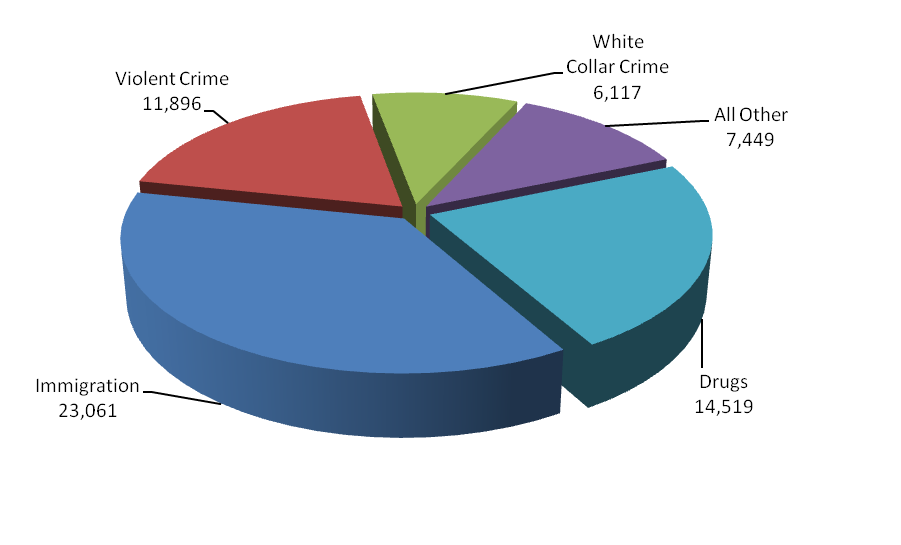 White
Collar Crime
6,117
Violent Crime
11,896
All Other
7,449
Immigration
23,061
Drugs
14,519